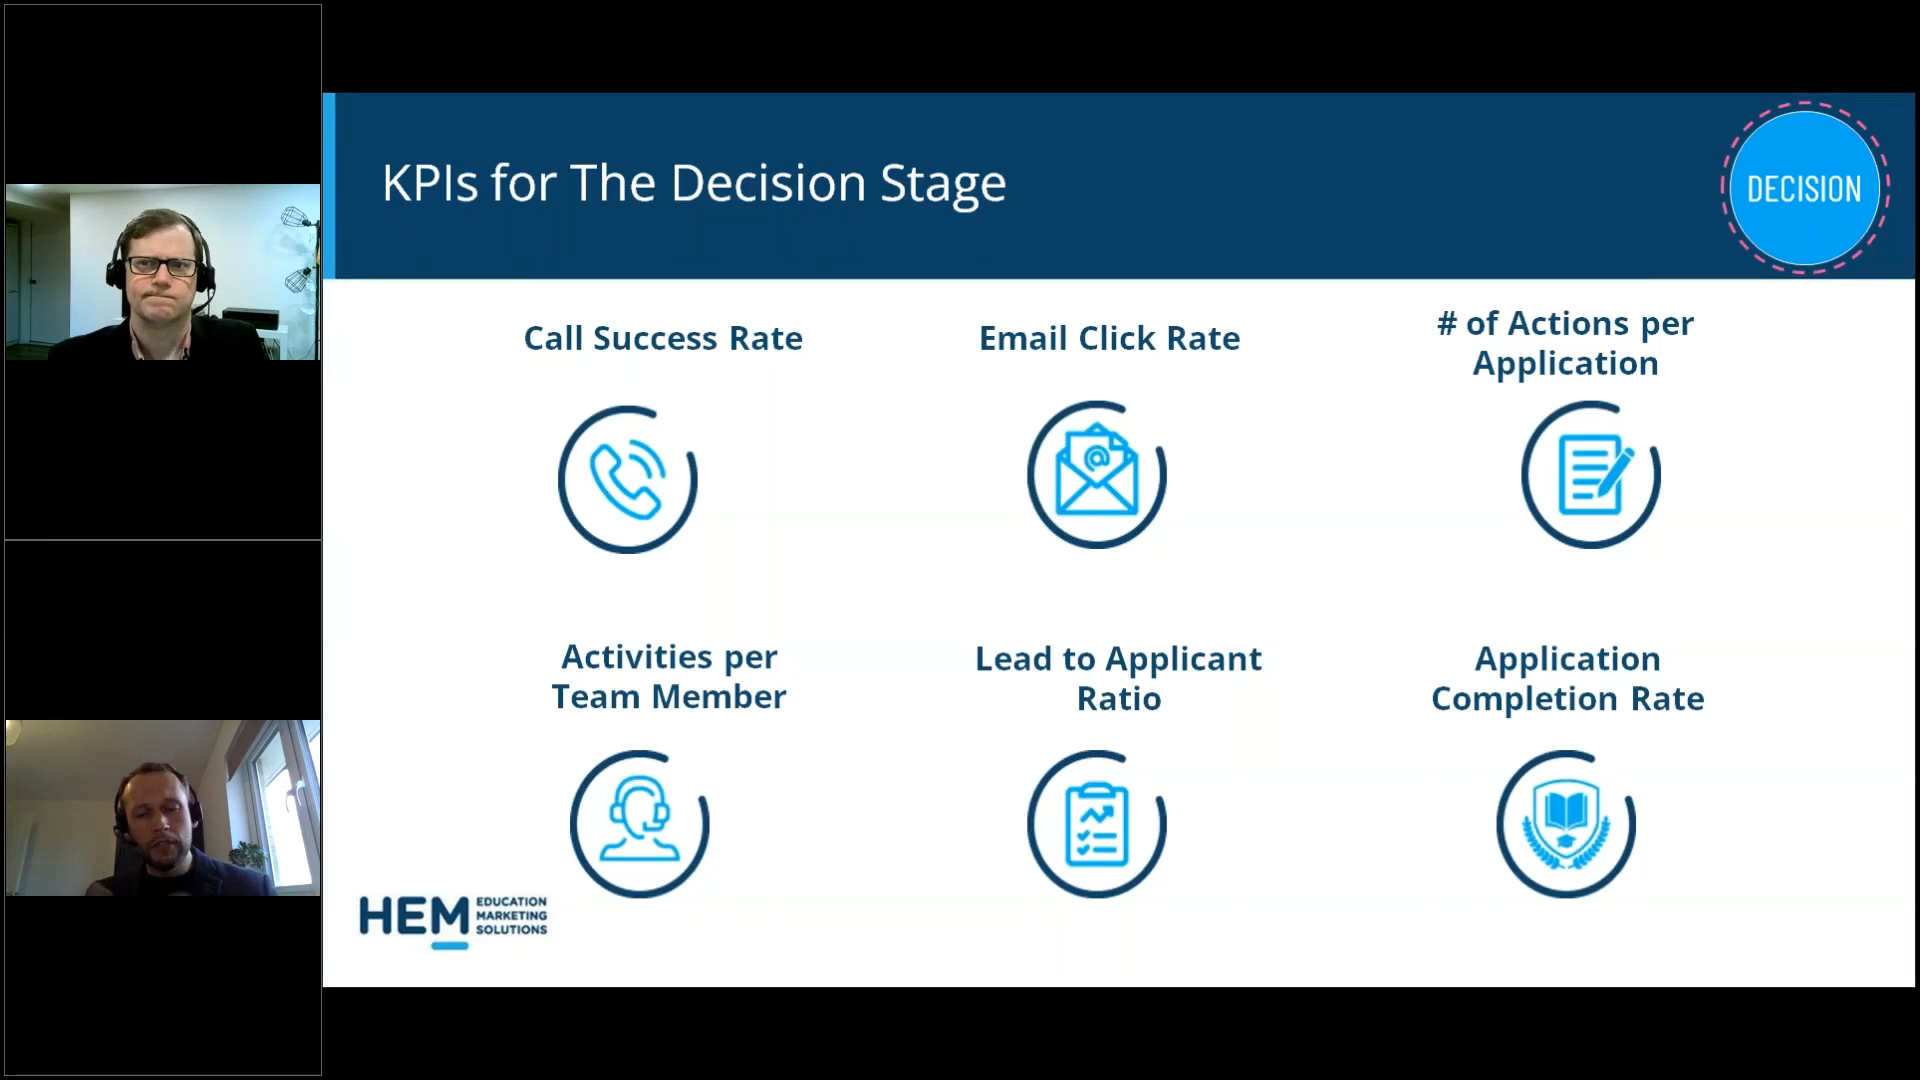 KPIs for The Decision Stage
DECISION
Call Success Rate
Email Click Rate
# of Actions per
Application
Activities per
Team Member
Lead to Applicant
Ratio
Application
Completion Rate
HEM
EDUCATION
MARKETING
SOLUTIONS